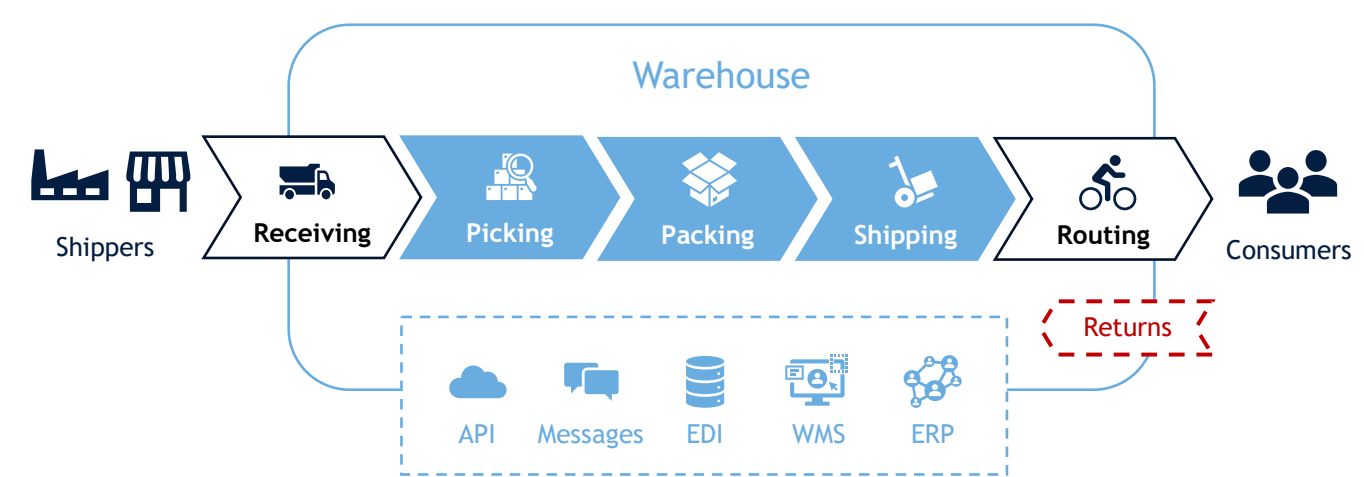 Warehouse
Shippers
Receiving
Picking
Packing
Shipping
Routing
Consumers
Returns
API
Messages
EDI
WMS
ERP